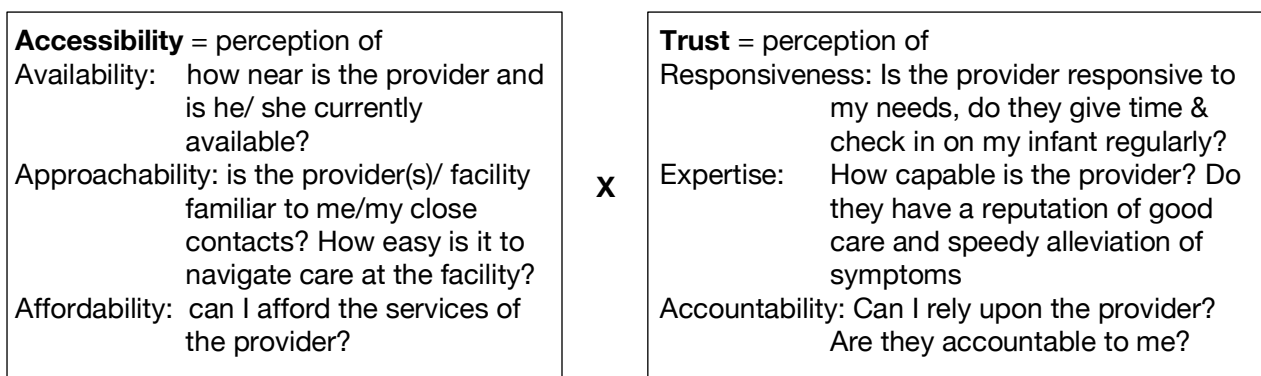 Accessibility = perception of
Availability: how near is the provider and
is he/ she currently
available?
Approachability: is the provider(s)/ facility
familiar to me/my close
contacts? How easy is it to
navigate care at the facility?
Affordability: can I afford the services of
the provider?
X
Trust = perception of
Responsiveness: Is the provider responsive to
my needs, do they give time &
check in on my infant regularly?
Expertise: How capable is the provider? Do
they have a reputation of good
care and speedy alleviation of
symptoms
Accountability: Can I rely upon the provider?
Are they accountable to me?